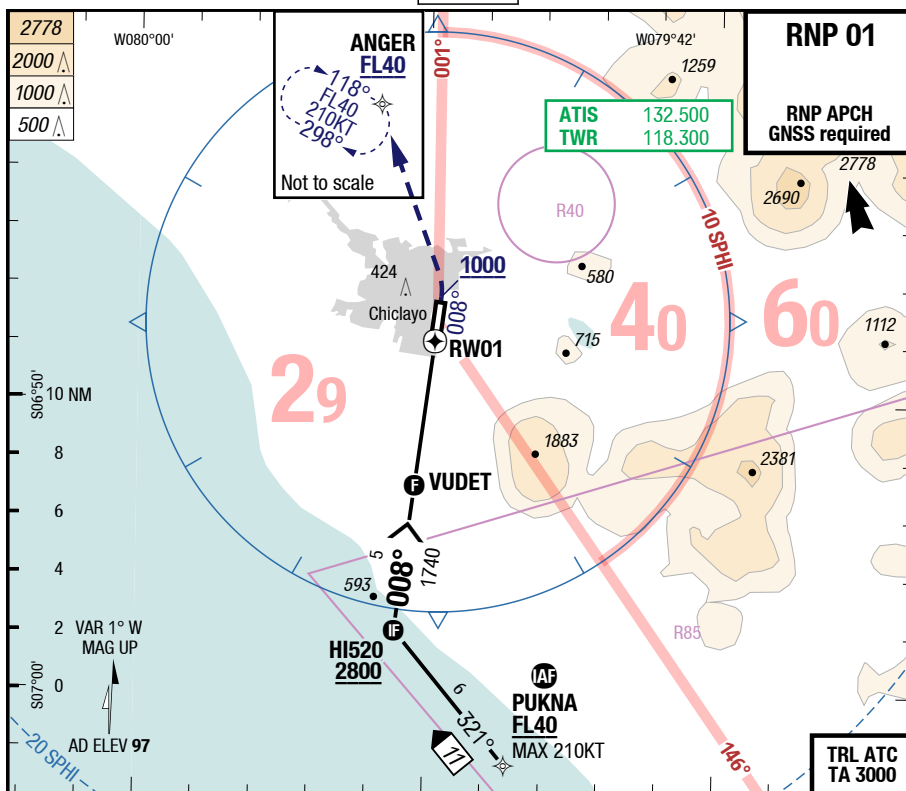 2778
2000
1000
500
W080°00'
ANGER
FL40
118°
FL40
210KT
298°
Not to scale
001°
W079°42'
1259
ATIS 132.500
TWR 118.300
RNP 01
RNP APCH
GNSS required
2778
2690
R40
10 SPHI
580
424
Chiclayo
1000
008°
RW01
40
60
715
1112
29
S06°50'
10 NM
8
6
4
2
0
S07°00'
1883
2381
VUDET
5
008°
1740
593
HI520
2800
VAR 1° W
MAG UP
AD ELEV 97
20 SPHI
6
321°
11
IAF
PUKNA
FL40
MAX 210KT
R85
146°
TRL ATC
TA 3000
F
IF